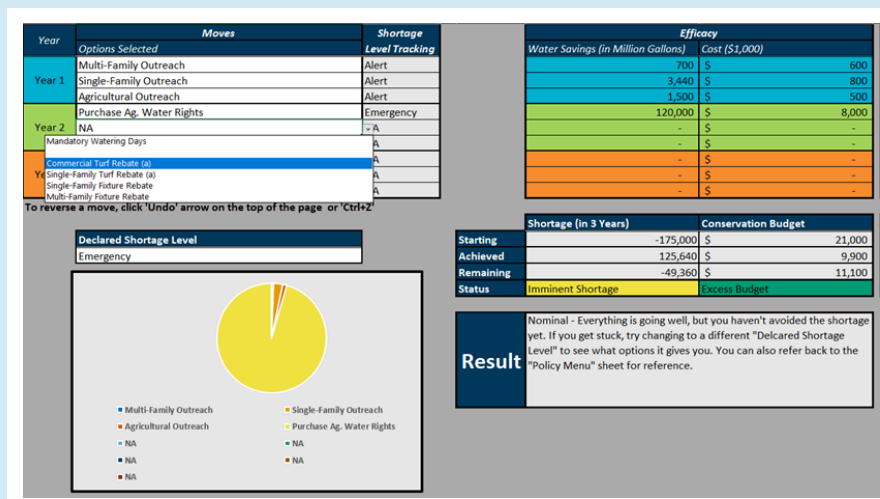 Year Moves Shortage Efficacy
Options Selected Level Tracking Water Savings (in Million Gallons) Cost ($1,000)
Year 1 Multi-Family Outreach Alert 700 $ 600
Single-Family Outreach Alert 3,440 $ 800
Agricultural Outreach Alert 1,500 $ 500
Year 2 Purchase Ag. Water Rights Emergency 120,000 $ 8,000
NA A - $ -
Mandatory Watering Days A - $ -
Commercial Turf Rebate (a) A - $ -
Ye Single-Family Turf Rebate (a) A - $ -
Single-Family Fixture Rebate A - $ -
Multi-Family Fixture Rebate
To reverse a move, click 'Undo' arrow on the top of the page or 'Ctrl+Z'
Shortage (in 3 Years) Conservation Budget
Declared Shortage Level Starting -175,000 $ 21,000
Emergency Achieved 125,640 $ 9,900
Remaining -49,360 $ 11,100
Status Imminent Shortage Excess Budget
Result
Nominal - Everything is going well, but you haven't avoided the shortage
yet. If you get stuck, try changing to a different "Delcared Shortage
Level" to see what options it gives you. You can also refer back to the
"Policy Menu" sheet for reference.
Multi-Family Outreach Single-Family Outreach
Agricultural Outreach Purchase Ag. Water Rights
NA NA
NA NA
NA